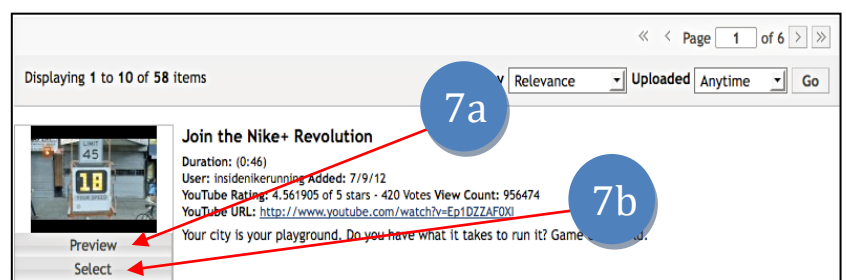 « < Page 1 of 6 > »
Displaying 1 to 10 of 58 items
Relevance Uploaded Anytime Go
7a
LIMIT
45
18
YOUR SPEED
Join the Nike+ Revolution
Duration: (0:46)
User: insidenikerunning Added: 7/9/12
YouTube Rating: 4.561905 of 5 stars - 420 Votes View Count: 956474
YouTube URL: http://www.youtube.com/watch?v=Ep1DZZAF0XI
7b
Your city is your playground. Do you have what it takes to run it? Game
Preview
Select